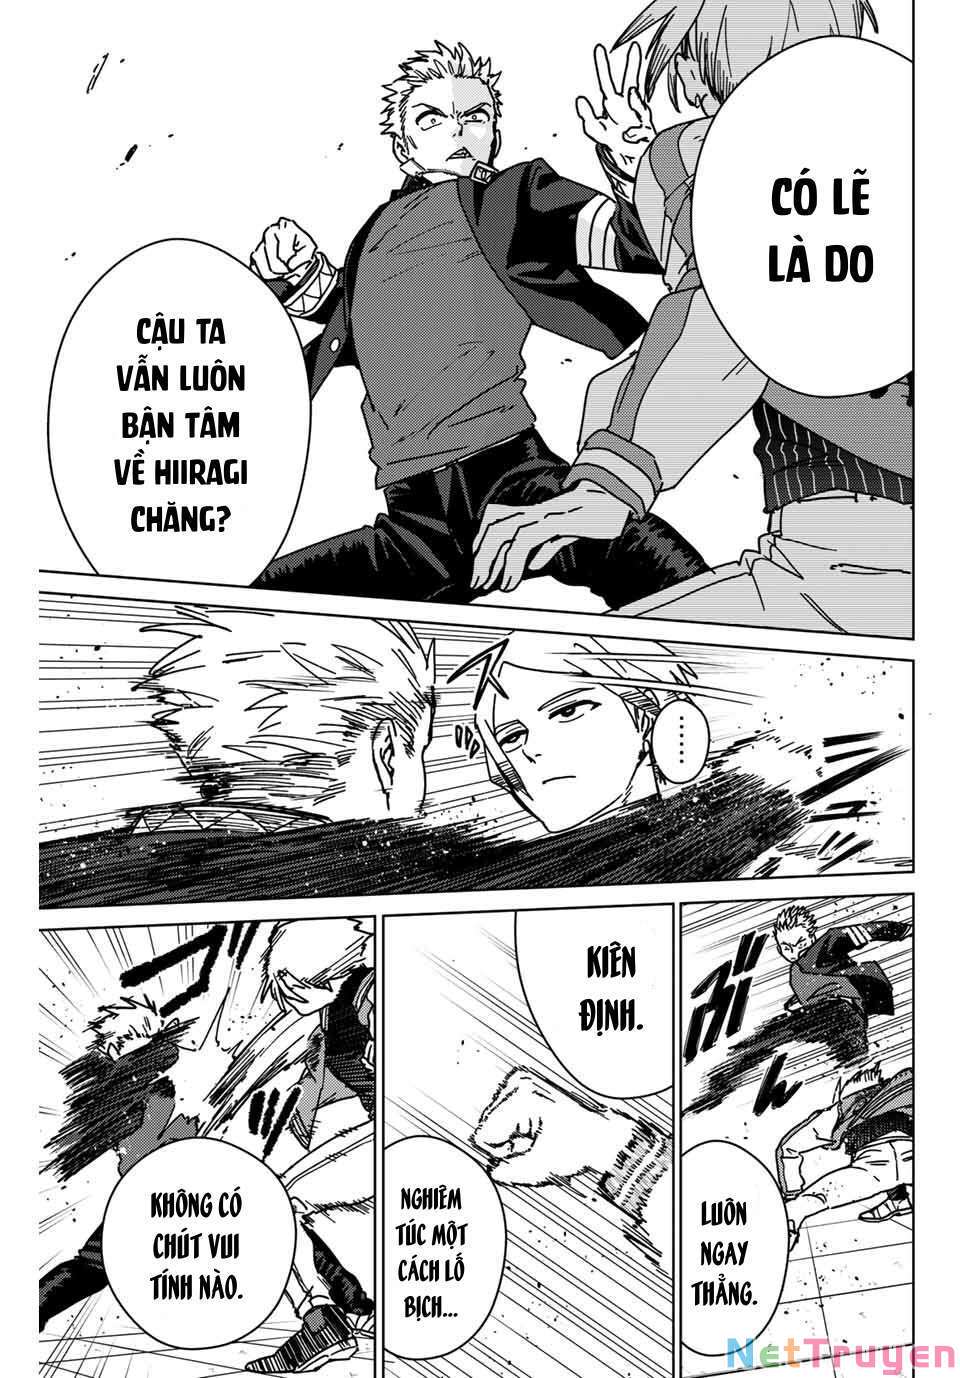 CÓ LẼ
LÀ DO
CẬU TA
VẪN LUÔN
BẬN TÂM
VỀ HIIRAGI
CHĂNG?
......
KIÊN
ĐỊNH.
LUÔN
NGAY
THẲNG.
NGHIÊM
TÚC MỘT
CÁCH LỐ
BỊCH...
KHÔNG CÓ
CHÚT VUI
TÍNH NÀO.
NetTruyen